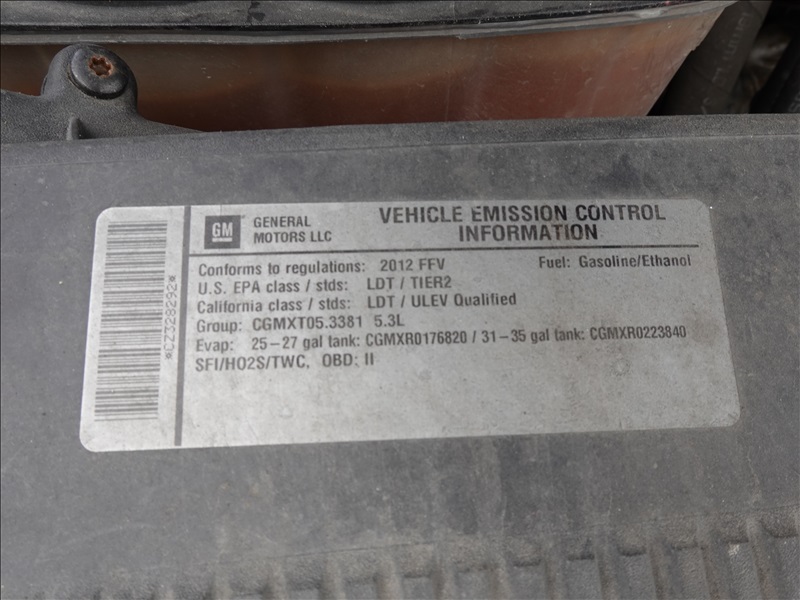 GM
GENERAL
MOTORS LLC
VEHICLE EMISSION CONTROL
INFORMATION
Conforms to regulations: 2012 FFV Fuel: Gasoline/Ethanol
U.S. EPA class / stds: LDT / TIER2
California class / stds: LDT / ULEV Qualified
Group: CGMXT05.3381 5.3L
Evap: 25-27 gal tank: CGMXR0176820 / 31-35 gal tank: CGMXR0223840
SFI/HO2S/TWC, OBD: II
*CZ328292*